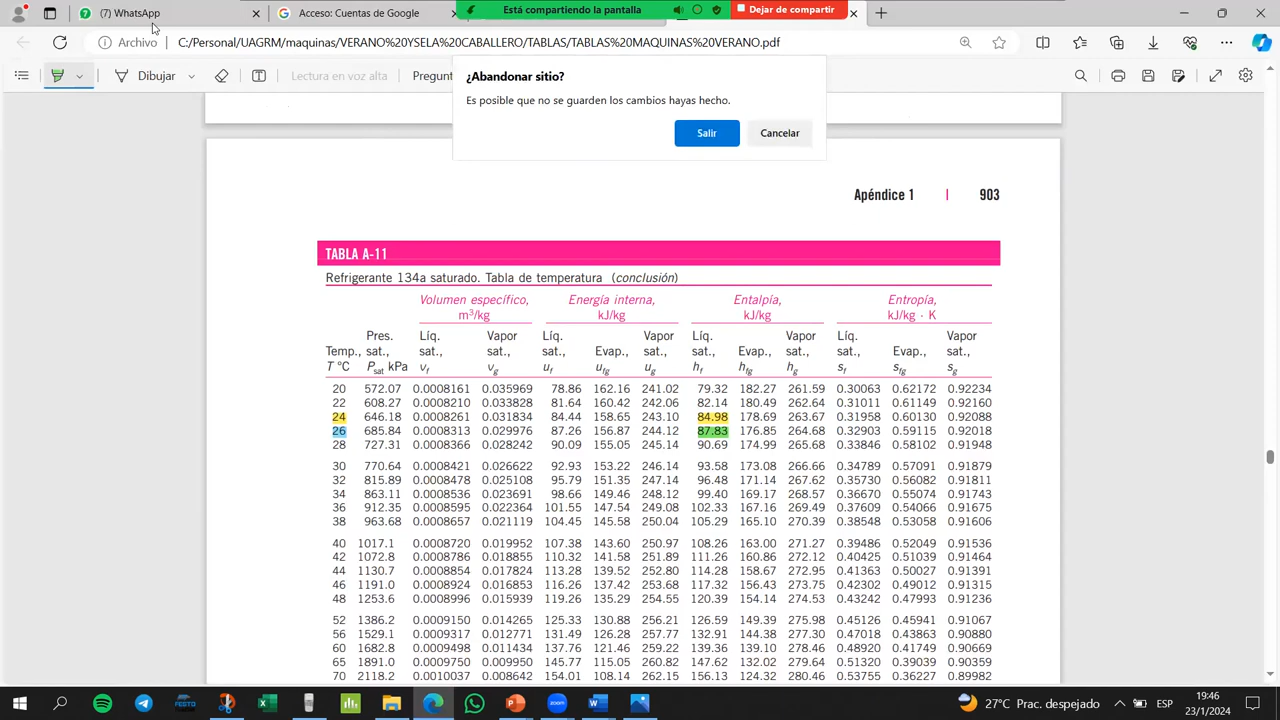 (7) WhatsApp
Acceso: Cuentas de Google
Está compartiendo la pantalla
Dejar de compartir
Archivo
C:/Personal/UAGRM/maquinas/VERANO%20YSELA%20CABALLERO/TABLAS/TABLAS%20MAQUINAS%20VERANO.pdf
Dibujar
Lectura en voz alta
¿Abandonar sitio?
Es posible que no se guarden los cambios hayas hecho.
Salir
Cancelar
Apéndice 1 | 903
TABLA A-11
Refrigerante 134a saturado. Tabla de temperatura (conclusión)
Volumen específico, Energía interna, Entalpía, Entropía,
m³/kg kJ/kg kJ/kg kJ/kg · K
Pres. Líq. Vapor Líq. Vapor Líq. Vapor Líq. Vapor
Temp., sat., sat., sat., sat., Evap., sat., sat., Evap., sat., sat., Evap., sat.,
T °C Psat kPa vf vg uf ufg ug hf hfg hg sf sfg sg
20 572.07 0.0008161 0.035969 78.86 162.16 241.02 79.32 182.27 261.59 0.30063 0.62172 0.92234
22 608.27 0.0008210 0.033828 81.64 160.42 242.06 82.14 180.49 262.64 0.31011 0.61149 0.92160
24 646.18 0.0008261 0.031834 84.44 158.65 243.10 84.98 178.69 263.67 0.31958 0.60130 0.92088
26 685.84 0.0008313 0.029976 87.26 156.87 244.12 87.83 176.85 264.68 0.32903 0.59115 0.92018
28 727.31 0.0008366 0.028242 90.09 155.05 245.14 90.69 174.99 265.68 0.33846 0.58102 0.91948
30 770.64 0.0008421 0.026622 92.93 153.22 246.14 93.58 173.08 266.66 0.34789 0.57091 0.91879
32 815.89 0.0008478 0.025108 95.79 151.35 247.14 96.48 171.14 267.62 0.35730 0.56082 0.91811
34 863.11 0.0008536 0.023691 98.66 149.46 248.12 99.40 169.17 268.57 0.36670 0.55074 0.91743
36 912.35 0.0008595 0.022364 101.55 147.54 249.08 102.33 167.16 269.49 0.37609 0.54066 0.91675
38 963.68 0.0008657 0.021119 104.45 145.58 250.04 105.29 165.10 270.39 0.38548 0.53058 0.91606
40 1017.1 0.0008720 0.019952 107.38 143.60 250.97 108.26 163.00 271.27 0.39486 0.52049 0.91536
42 1072.8 0.0008786 0.018855 110.32 141.58 251.89 111.26 160.86 272.12 0.40425 0.51039 0.91464
44 1130.7 0.0008854 0.017824 113.28 139.52 252.80 114.28 158.67 272.95 0.41363 0.50027 0.91391
46 1191.0 0.0008924 0.016853 116.26 137.42 253.68 117.32 156.43 273.75 0.42302 0.49012 0.91315
48 1253.6 0.0008996 0.015939 119.26 135.29 254.55 120.39 154.14 274.53 0.43242 0.47993 0.91236
52 1386.2 0.0009150 0.014265 125.33 130.88 256.21 126.59 149.39 275.98 0.45126 0.45941 0.91067
56 1529.1 0.0009317 0.012771 131.49 126.28 257.77 132.91 144.38 277.30 0.47018 0.43863 0.90880
60 1682.8 0.0009498 0.011434 137.76 121.46 259.22 139.36 139.10 278.46 0.48920 0.41749 0.90669
65 1891.0 0.0009750 0.009950 145.77 115.05 260.82 147.62 132.02 279.64 0.51320 0.39039 0.90359
70 2118.2 0.0010037 0.008642 154.01 108.14 262.15 156.13 124.32 280.46 0.53755 0.36227 0.89982
27°C Prac. despejado
ESP
19:46
23/1/2024